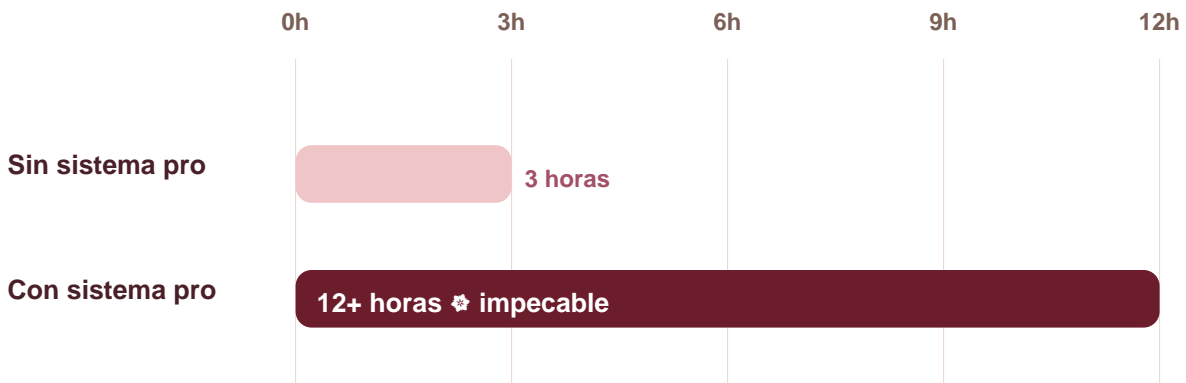 0h 3h 6h 9h 12h
Sin sistema pro
3 horas
Con sistema pro
12+ horas ❁ impecable